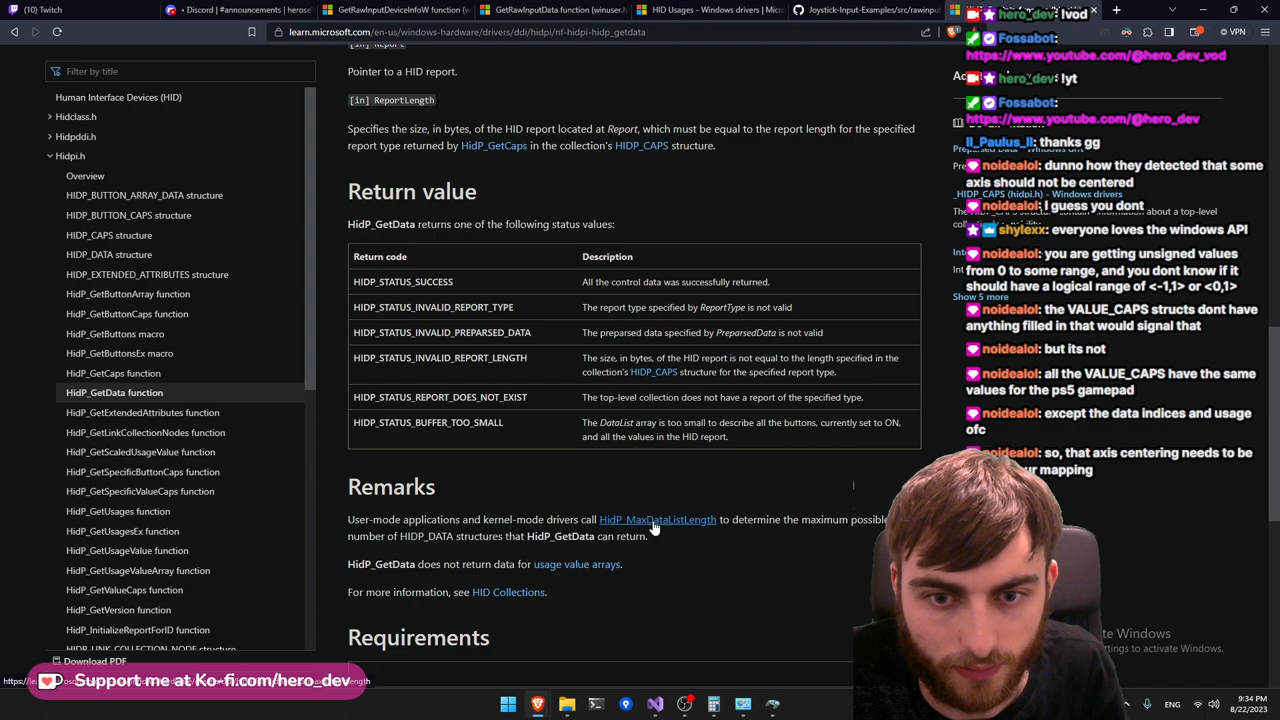 (10) Twitch
• Discord | #announcements | herose
GetRawInputDeviceInfoW function (w
GetRawInputData function (winuser.h
HID Usages - Windows drivers | Mic
Joystick-Input-Examples/src/rawinpu
learn.microsoft.com/en-us/windows-hardware/drivers/ddi/hidpi/nf-hidpi-hidp_getdata
VPN
Filter by title
Human Interface Devices (HID)
Hidclass.h
Hidpddi.h
Hidpi.h
Overview
HIDP_BUTTON_ARRAY_DATA structure
HIDP_BUTTON_CAPS structure
HIDP_CAPS structure
HIDP_DATA structure
HIDP_EXTENDED_ATTRIBUTES structure
HidP_GetButtonArray function
HidP_GetButtonCaps function
HidP_GetButtons macro
HidP_GetButtonsEx macro
HidP_GetCaps function
HidP_GetData function
HidP_GetExtendedAttributes function
HidP_GetLinkCollectionNodes function
HidP_GetScaledUsageValue function
HidP_GetSpecificButtonCaps function
HidP_GetSpecificValueCaps function
HidP_GetUsages function
HidP_GetUsagesEx function
HidP_GetUsageValue function
HidP_GetUsageValueArray function
HidP_GetValueCaps function
HidP_GetVersion function
HidP_InitializeReportForID function
HIDP_LINK_COLLECTION_NODE structure
Download PDF
[in] Report
Pointer to a HID report.
[in] ReportLength
Specifies the size, in bytes, of the HID report located at Report, which must be equal to the report length for the specified
report type returned by HidP_GetCaps in the collection's HIDP_CAPS structure.
Return value
HidP_GetData returns one of the following status values:
Return code Description
HIDP_STATUS_SUCCESS All the control data was successfully returned.
HIDP_STATUS_INVALID_REPORT_TYPE The report type specified by ReportType is not valid
HIDP_STATUS_INVALID_PREPARSED_DATA The preparsed data specified by PreparsedData is not valid
HIDP_STATUS_INVALID_REPORT_LENGTH The size, in bytes, of the HID report is not equal to the length specified in the
collection's HIDP_CAPS structure for the specified report type.
HIDP_STATUS_REPORT_DOES_NOT_EXIST The top-level collection does not have a report of the specified type.
HIDP_STATUS_BUFFER_TOO_SMALL The DataList array is too small to describe all the buttons, currently set to ON,
and all the values in the HID report.
Remarks
User-mode applications and kernel-mode drivers call HidP_MaxDataListLength to determine the maximum possible
number of HIDP_DATA structures that HidP_GetData can return.
HidP_GetData does not return data for usage value arrays.
For more information, see HID Collections.
Requirements
hero_dev: !vod
Fossabot:
https://www.youtube.com/@hero_dev_vod
hero_dev: !yt
Fossabot:
https://www.youtube.com/@hero_dev
ll_Paulus_ll: thanks gg
noidealol: dunno how they detected that some
axis should not be centered
noidealol: I guess you dont
shylexx: everyone loves the windows API
noidealol: you are getting unsigned values
from 0 to some range, and you dont know if it
should have a logical range of <-1,1> or <0,1>
Show 5 more
noidealol: the VALUE_CAPS structs dont have
anything filled in that would signal that
noidealol: but its not
noidealol: all the VALUE_CAPS have the same
values for the ps5 gamepad
noidealol: except the data indices and usage
ofc
noidealol: so, that axis centering needs to be
mapping
_HIDP_CAPS (hidpi.h) - Windows drivers
te Windows
ttings to activate Windows.
Support me at Ko-fi.com/hero_dev
9:34 PM
8/22/2023